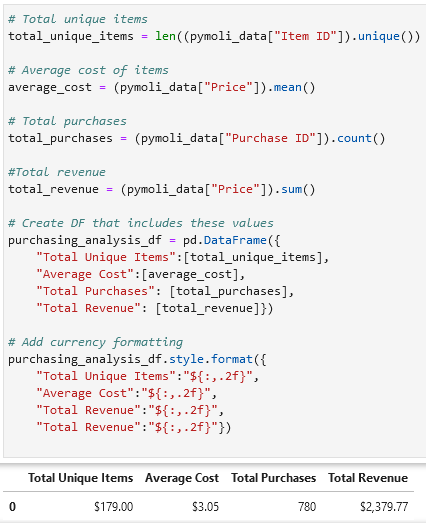 # Total unique items
total_unique_items = len((pymoli_data["Item ID"]).unique())
# Average cost of items
average_cost = (pymoli_data["Price"]).mean()
# Total purchases
total_purchases = (pymoli_data["Purchase ID"]).count()
#Total revenue
total_revenue = (pymoli_data["Price"]).sum()
# Create DF that includes these values
purchasing_analysis_df = pd.DataFrame({
    "Total Unique Items":[total_unique_items],
    "Average Cost":[average_cost],
    "Total Purchases": [total_purchases],
    "Total Revenue": [total_revenue]})
# Add currency formatting
purchasing_analysis_df.style.format({
    "Total Unique Items":"${:,.2f}",
    "Average Cost":"${:,.2f}",
    "Total Revenue":"${:,.2f}",
    "Total Revenue":"${:,.2f}"})
Total Unique Items Average Cost Total Purchases Total Revenue
0 $179.00 $3.05 780 $2,379.77